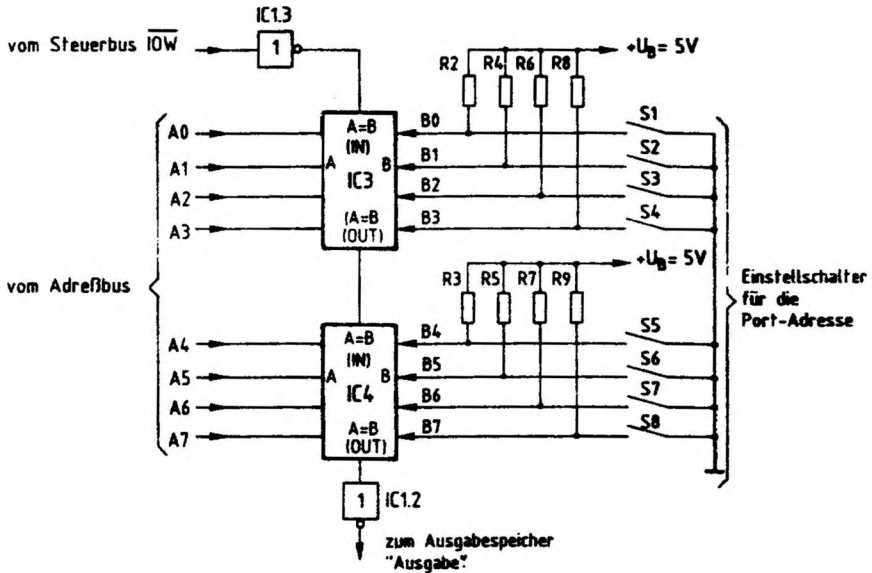 IC1.3
vom Steuerbus IOW
1
+UB= 5V
R2 R4 R6 R8
A0
A=B
(IN)
B0
S1
A1
A
B
B1
S2
A2
IC3
B2
S3
A3
(A=B
(OUT)
B3
S4
+UB= 5V
R3 R5 R7 R9
vom Adreßbus
Einstellschalter
für die
Port-Adresse
A4
A=B
(IN)
B4
S5
A5
A
B
B5
S6
A6
IC4
B6
S7
A7
A=B
(OUT)
B7
S8
1
IC1.2
zum Ausgabespeicher
"Ausgabe".